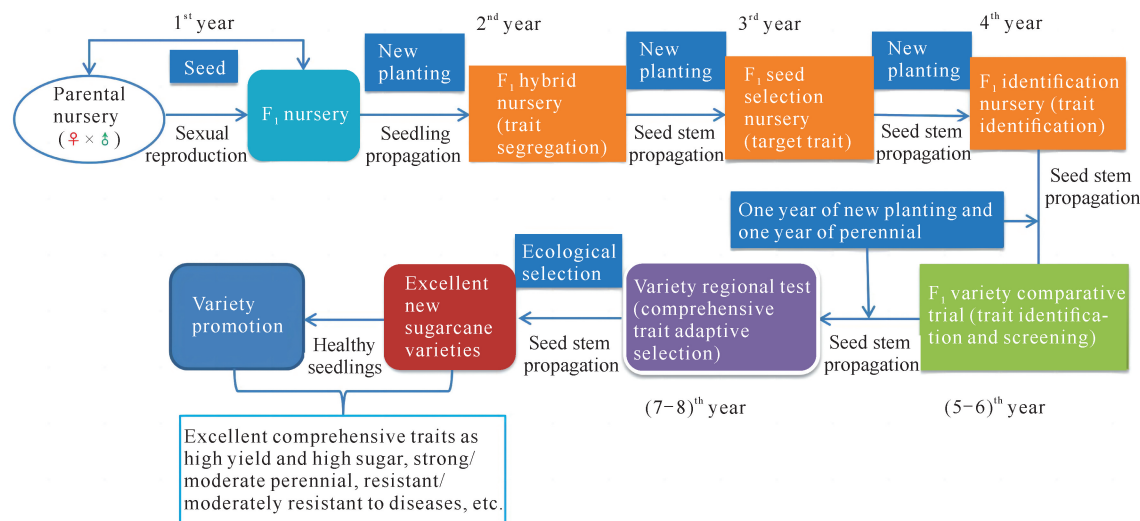 1st year
2nd year
3rd year
4th year
Seed
New
planting
New
planting
New
planting
Parental
nursery
(♀ × ♂)
Sexual
reproduction
F1 nursery
Seedling
propagation
F1 hybrid
nursery
(trait
segregation)
Seed stem
propagation
F1 seed
selection
nursery
(target trait)
Seed stem
propagation
F1 identification
nursery (trait
identification)
Seed stem
propagation
One year of new planting and
one year of perennial
F1 variety comparative
trial (trait identifica-
tion and screening)
(5-6)th year
Seed stem
propagation
Variety regional test
(comprehensive
trait adaptive
selection)
(7-8)th year
Ecological
selection
Seed stem
propagation
Excellent
new
sugarcane
varieties
Healthy
seedlings
Variety
promotion
Excellent comprehensive traits as
high yield and high sugar, strong/
moderate perennial, resistant/
moderately resistant to diseases, etc.